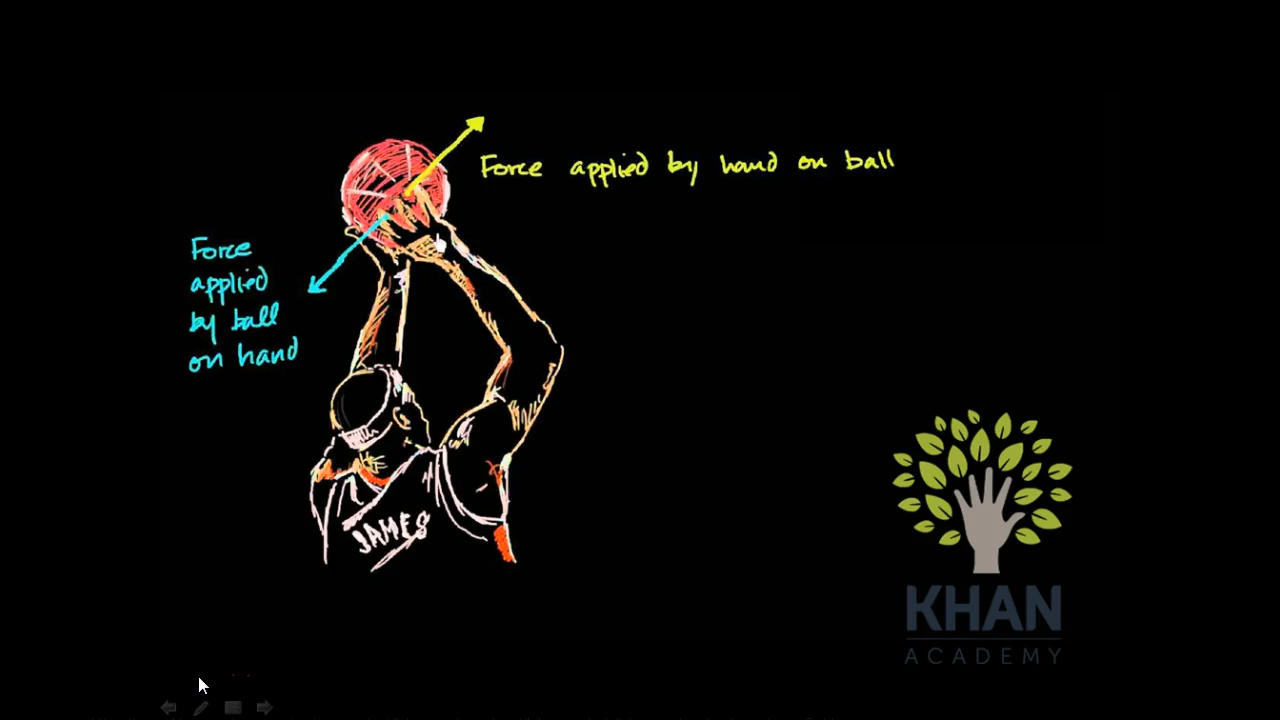 Force applied by hand on ball
Force
applied
by ball
on hand
JAMES
KHAN
ACADEMY